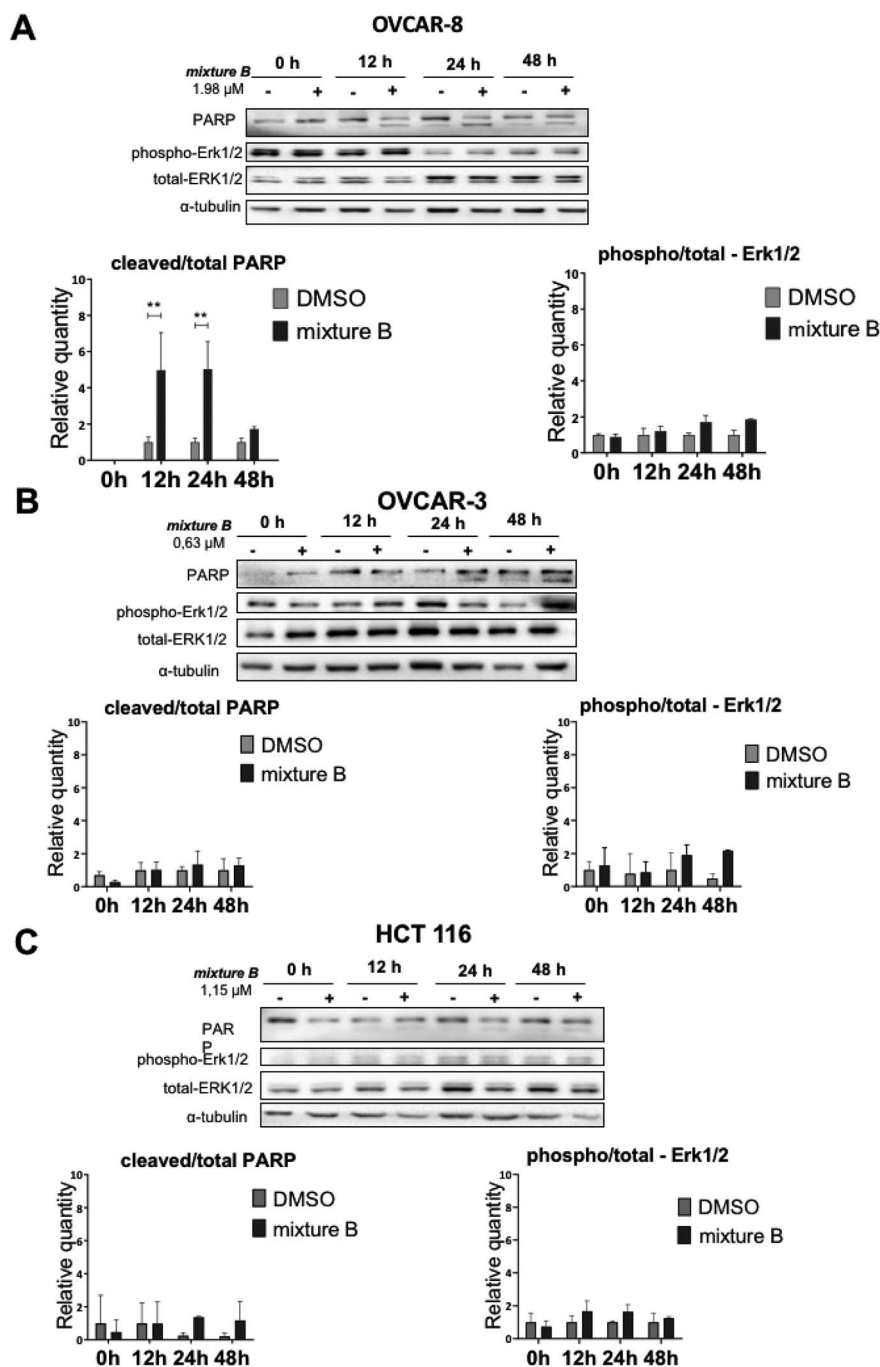 A
OVCAR-8
mixture B 0 h 12 h 24 h 48 h
1.98 µM - + - + - + - +
PARP
phospho-Erk1/2
total-ERK1/2
α-tubulin
cleaved/total PARP
Relative quantity
10
8
6
4
2
0
** **
DMSO
mixture B
0h 12h 24h 48h
phospho/total - Erk1/2
Relative quantity
10
8
6
4
2
0
DMSO
mixture B
0h 12h 24h 48h
B
OVCAR-3
mixture B 0 h 12 h 24 h 48 h
0,63 µM - + - + - + - +
PARP
phospho-Erk1/2
total-ERK1/2
α-tubulin
cleaved/total PARP
Relative quantity
10
8
6
4
2
0
DMSO
mixture B
0h 12h 24h 48h
phospho/total - Erk1/2
Relative quantity
10
8
6
4
2
0
DMSO
mixture B
0h 12h 24h 48h
C
HCT 116
mixture B 0 h 12 h 24 h 48 h
1,15 µM - + - + - + - +
PAR
P
phospho-Erk1/2
total-ERK1/2
α-tubulin
cleaved/total PARP
Relative quantity
10
8
6
4
2
0
DMSO
mixture B
0h 12h 24h 48h
phospho/total - Erk1/2
Relative quantity
10
8
6
4
2
0
DMSO
mixture B
0h 12h 24h 48h